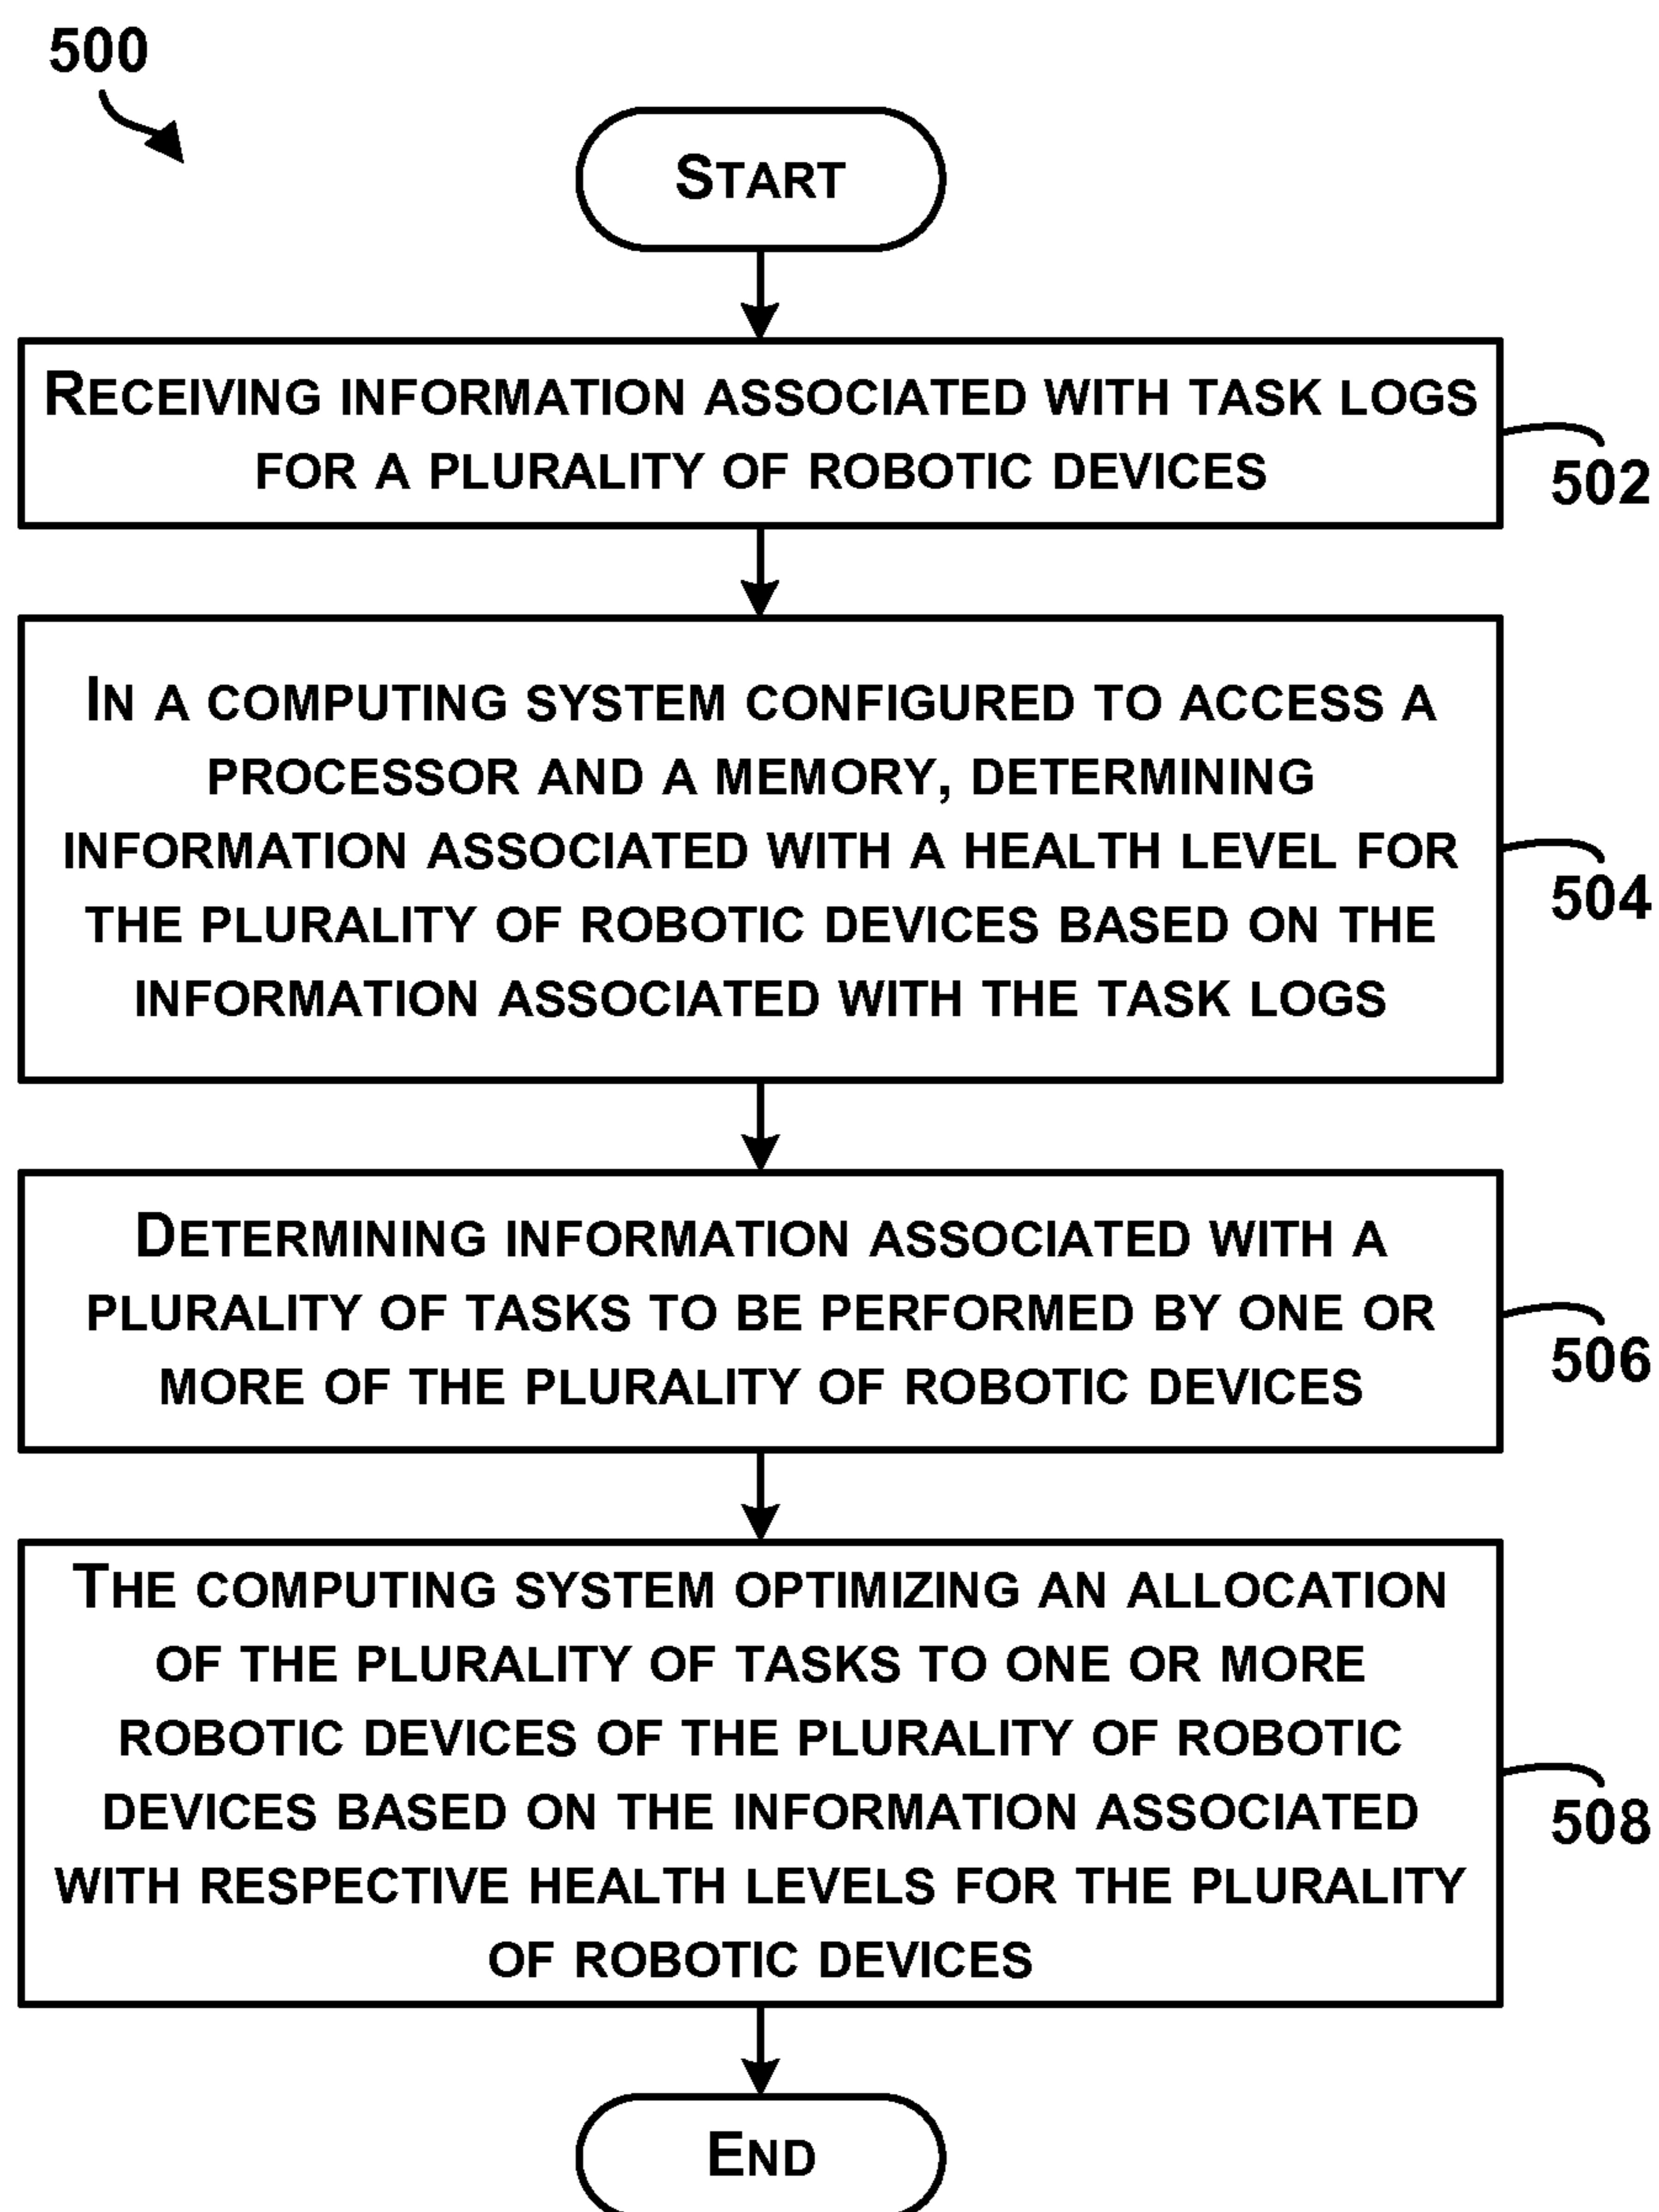 500
START
RECEIVING INFORMATION ASSOCIATED WITH TASK LOGS
FOR A PLURALITY OF ROBOTIC DEVICES
502
IN A COMPUTING SYSTEM CONFIGURED TO ACCESS A
PROCESSOR AND A MEMORY, DETERMINING
INFORMATION ASSOCIATED WITH A HEALTH LEVEL FOR
THE PLURALITY OF ROBOTIC DEVICES BASED ON THE
INFORMATION ASSOCIATED WITH THE TASK LOGS
504
DETERMINING INFORMATION ASSOCIATED WITH A
PLURALITY OF TASKS TO BE PERFORMED BY ONE OR
MORE OF THE PLURALITY OF ROBOTIC DEVICES
506
THE COMPUTING SYSTEM OPTIMIZING AN ALLOCATION
OF THE PLURALITY OF TASKS TO ONE OR MORE
ROBOTIC DEVICES OF THE PLURALITY OF ROBOTIC
DEVICES BASED ON THE INFORMATION ASSOCIATED
WITH RESPECTIVE HEALTH LEVELS FOR THE PLURALITY
OF ROBOTIC DEVICES
508
END